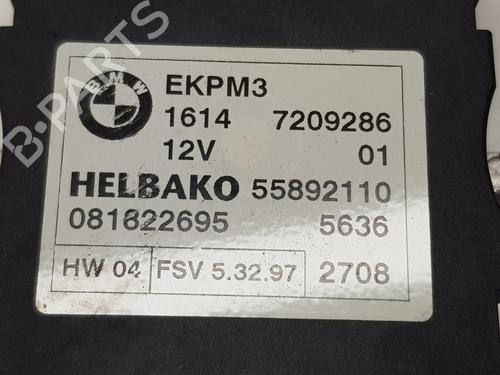 B-PARTS
BMW
EKPM3
1614 7209286
12V 01
HELBAKO 55892110
081822695 5636
HW 04 FSV 5.32.97 2708